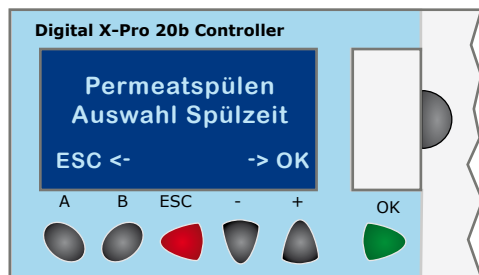 Digital X-Pro 20b Controller
Permeatspülen
Auswahl Spülzeit
ESC <- -> OK
A B ESC - + OK